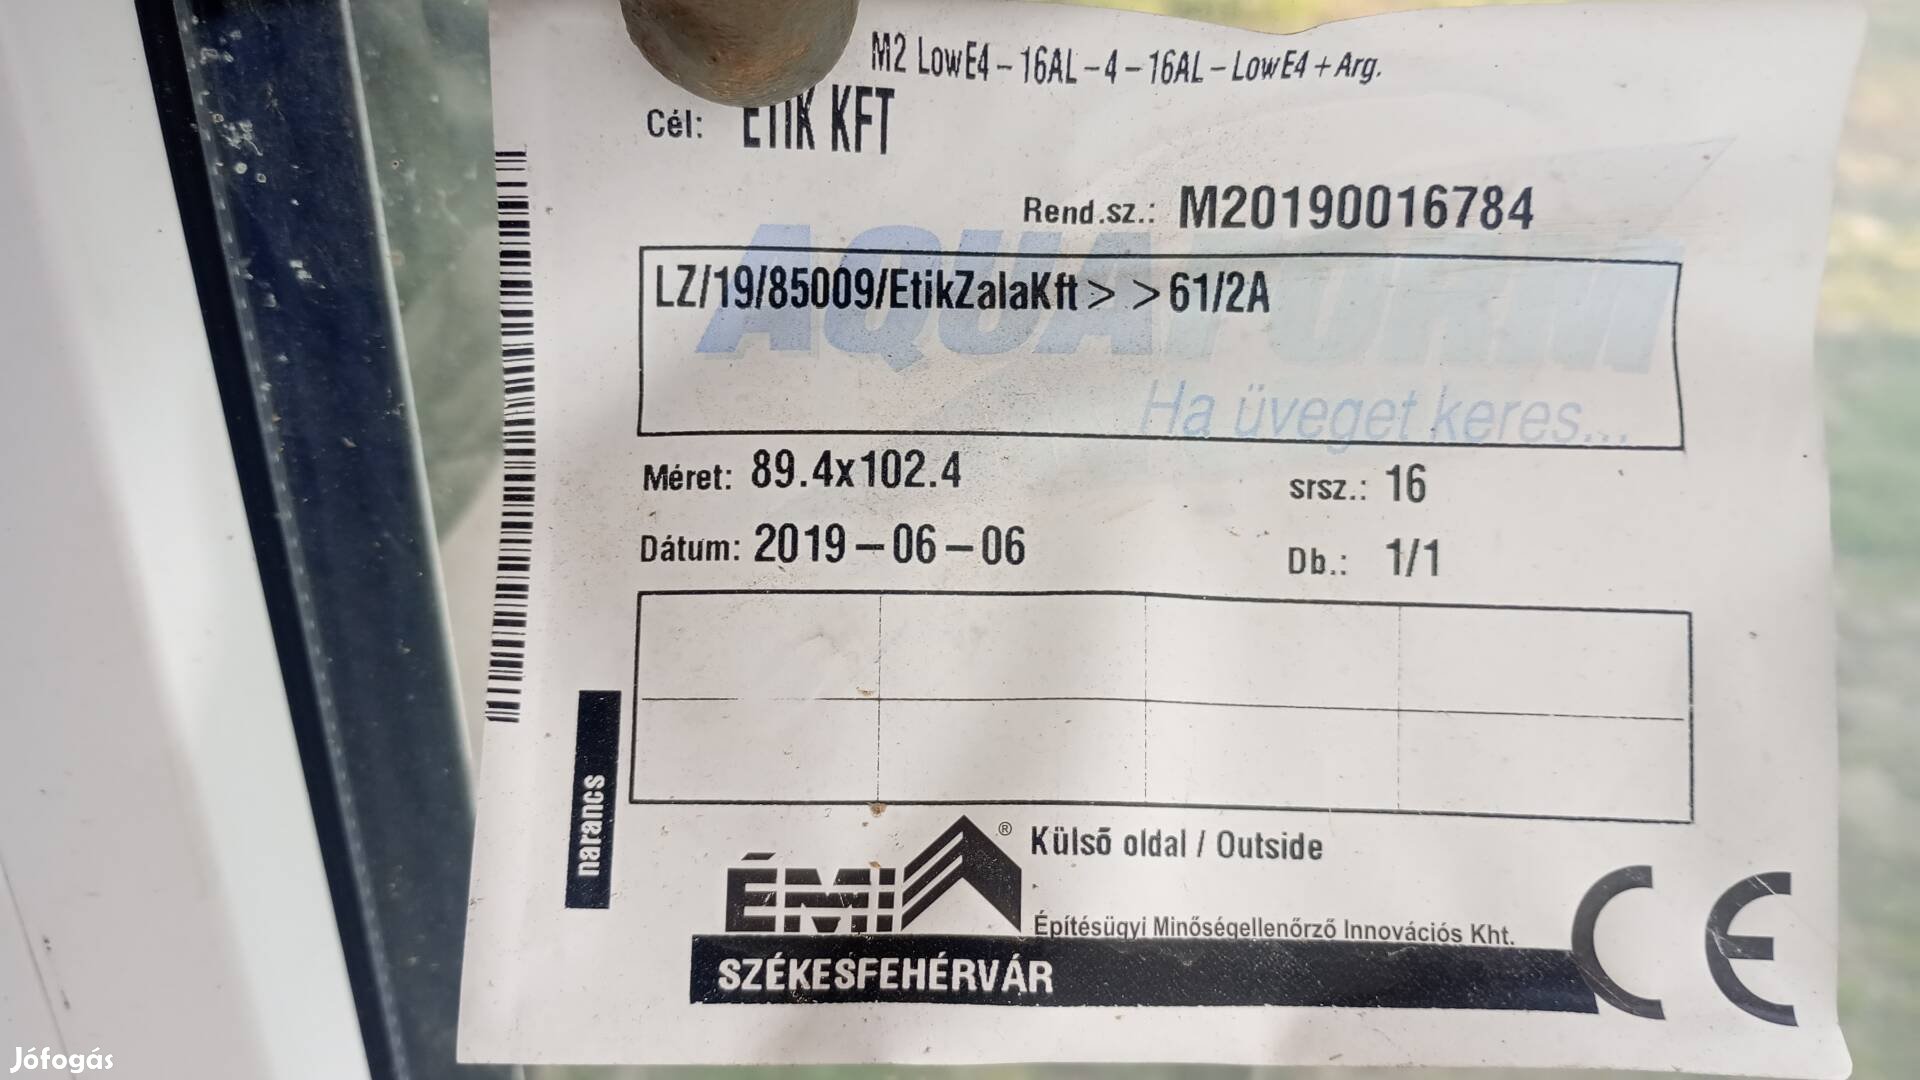 M2 LowE4-16AL-4-16AL-LowE4+Arg.
Cél: ETIK KFT
Rend.sz.: M20190016784
AQUAFORM
LZ/19/85009/EtikZalaKft> >61/2A
Ha üveget keres...
Méret: 89.4x102.4 srsz.: 16
Dátum: 2019-06-06 Db.: 1/1
narancs
ÉMI ® Külső oldal / Outside
Építésügyi Minőségellenőrző Innovációs Kht.
SZÉKESFEHÉRVÁR
CE
Jófogás